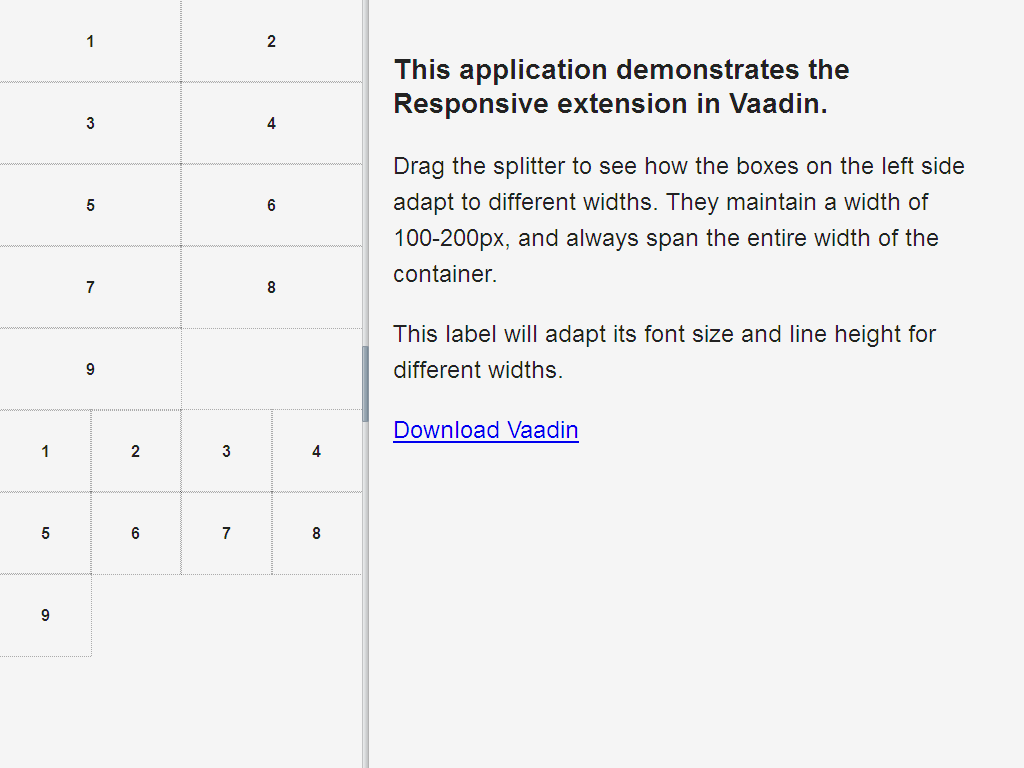 1 2
3 4
5 6
7 8
9
1 2 3 4
5 6 7 8
9
This application demonstrates the
Responsive extension in Vaadin.
Drag the splitter to see how the boxes on the left side
adapt to different widths. They maintain a width of
100-200px, and always span the entire width of the
container.
This label will adapt its font size and line height for
different widths.
Download Vaadin